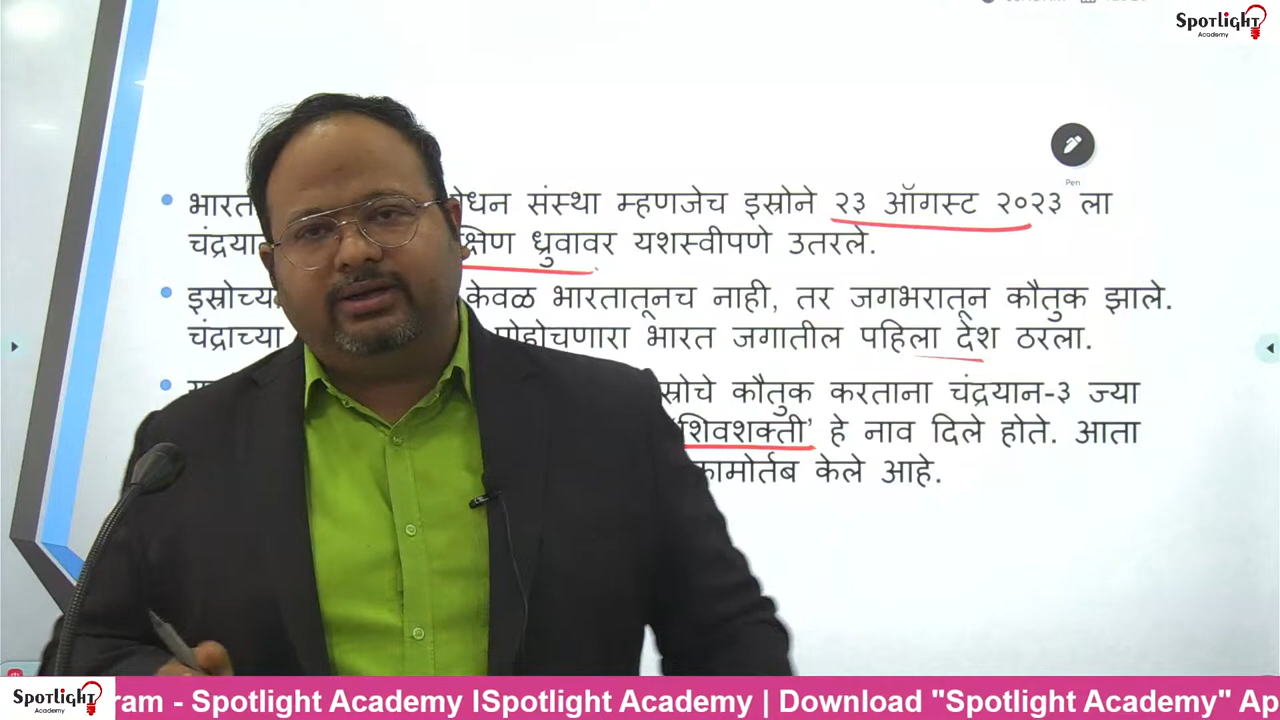 Spotlight
Academy
Pen
भारत ोधन संस्था म्हणजेच इस्रोने २३ ऑगस्ट २०२३ ला
चंद्रया क्षिण ध्रुवावर यशस्वीपणे उतरले.
इस्रोच्य केवळ भारतातूनच नाही, तर जगभरातून कौतुक झाले.
चंद्राच्या पोहोचणारा भारत जगातील पहिला देश ठरला.
स्रोचे कौतुक करताना चंद्रयान-३ ज्या
'शिवशक्ती' हे नाव दिले होते. आता
कामोर्तब केले आहे.
Spotlight
Academy
ram - Spotlight Academy ISpotlight Academy | Download "Spotlight Academy" Ap